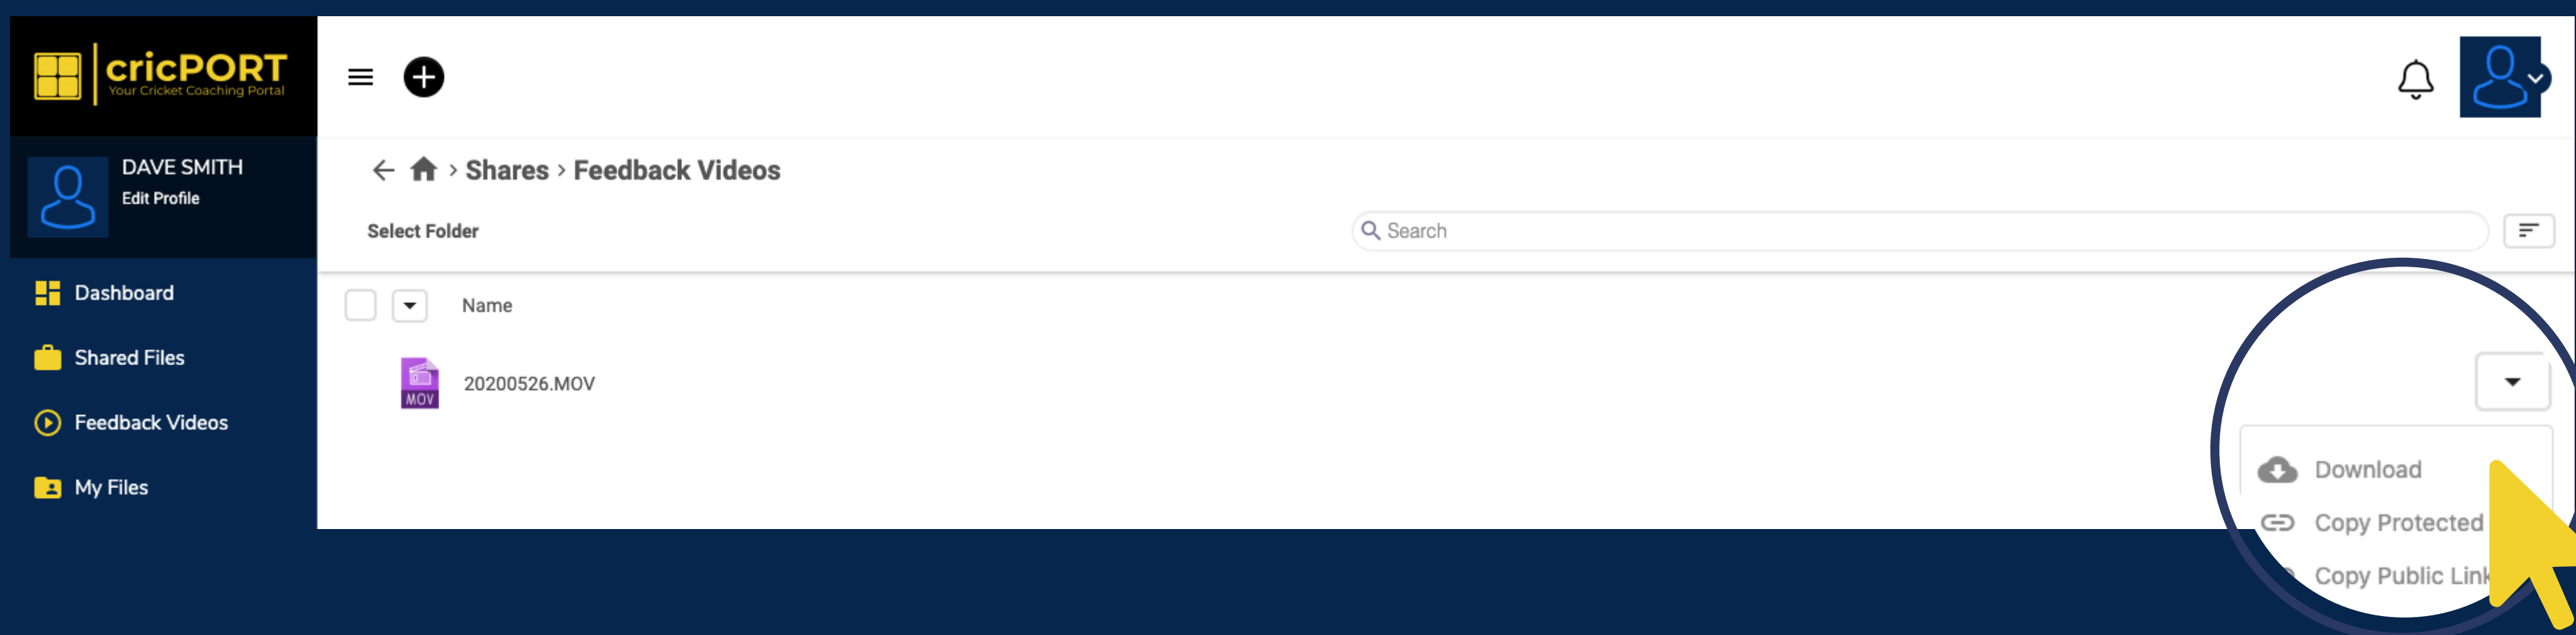 cricPORT
Your Cricket Coaching Portal
DAVE SMITH
Edit Profile
Dashboard
Shared Files
Feedback Videos
My Files
> Shares > Feedback Videos
Select Folder
Search
Name
MOV
20200526.MOV
Download
Copy Protected
Copy Public Link